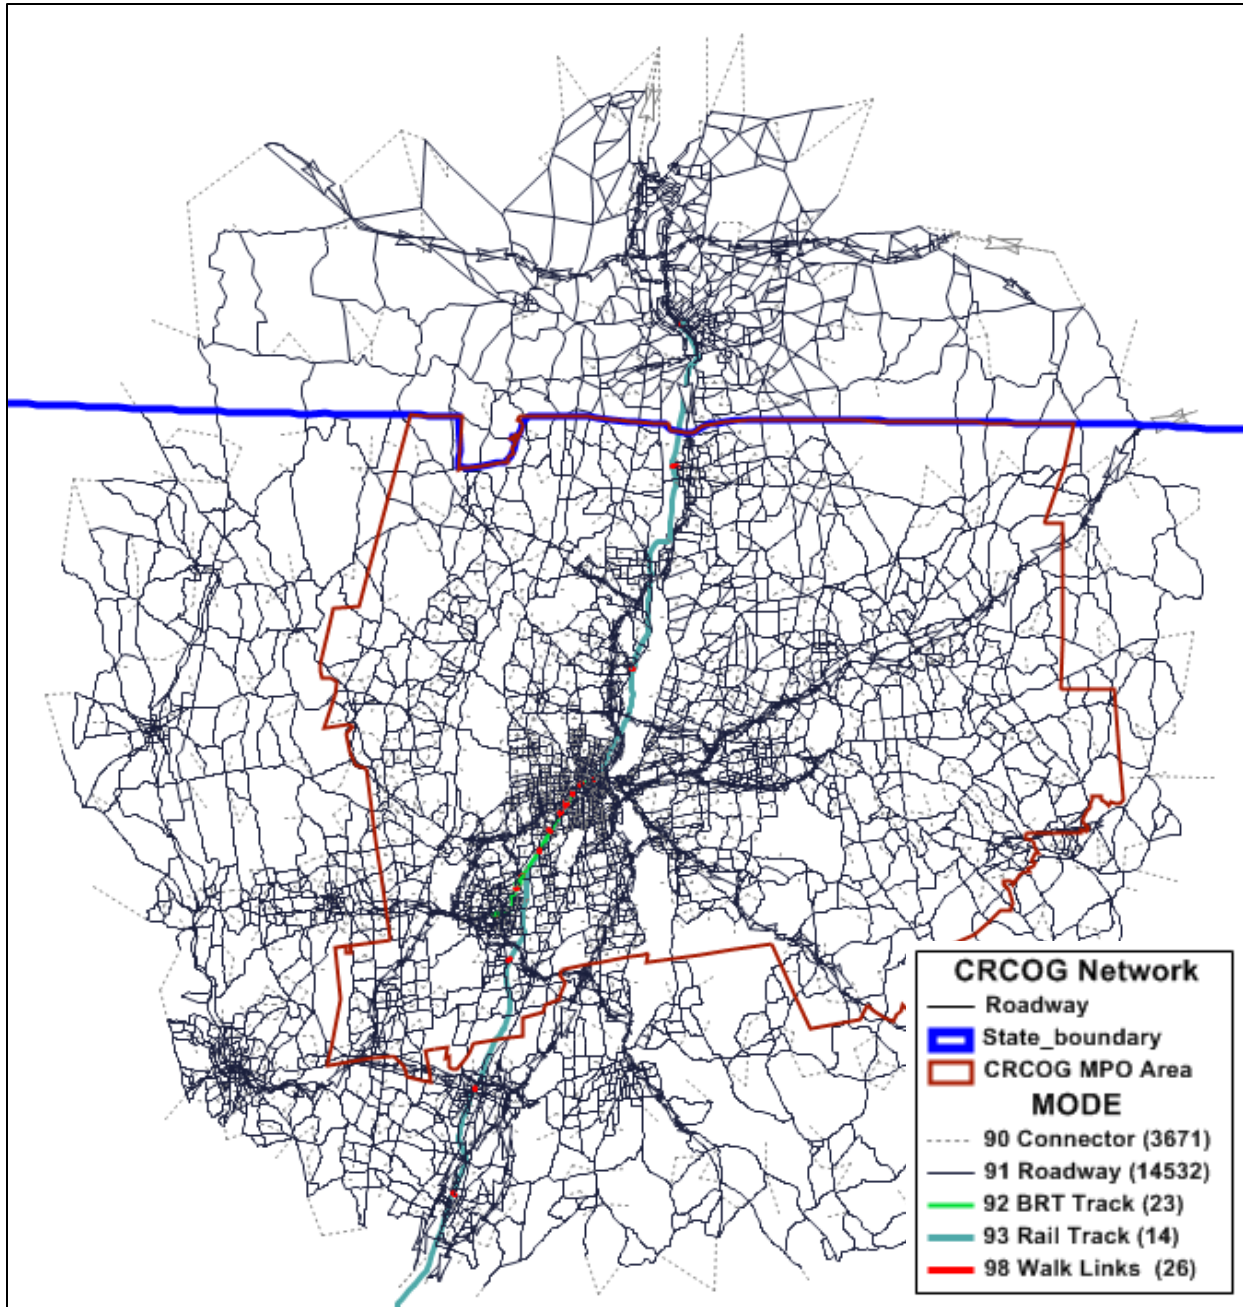 CRCOG Network
Roadway
State_boundary
CRCOG MPO Area
MODE
90 Connector (3671)
91 Roadway (14532)
92 BRT Track (23)
93 Rail Track (14)
98 Walk Links (26)